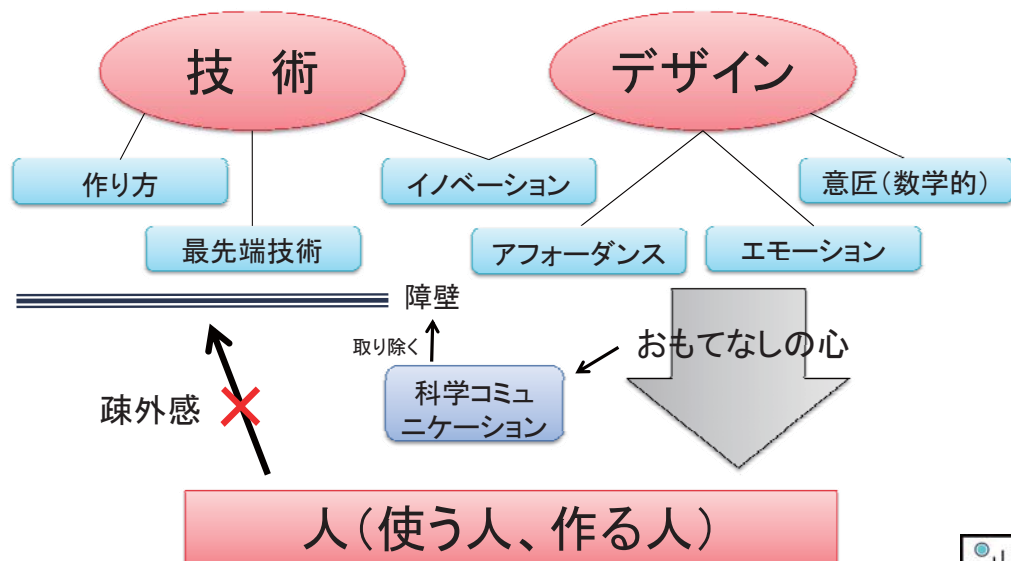 技 術
デザイン
作り方
イノベーション
意匠（数学的）
最先端技術
アフォーダンス
エモーション
障壁
取り除く
おもてなしの心
科学コミュ
ニケーション
疎外感
人（使う人、作る人）